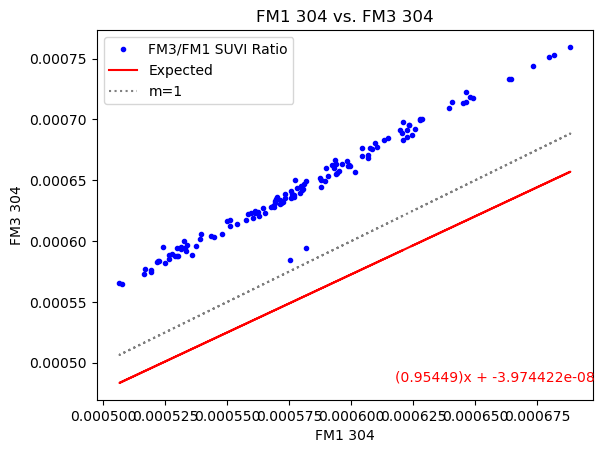 FM1 304 vs. FM3 304
FM3/FM1 SUVI Ratio
Expected
m=1
0.00075
0.00070
0.00065
0.00060
0.00055
0.00050
FM3 304
(0.95449)x + -3.974422e-08
0.000500 0.000525 0.000550 0.000575 0.000600 0.000625 0.000650 0.000675
FM1 304